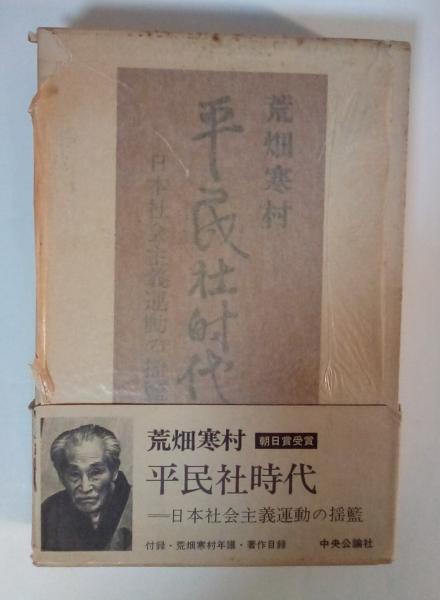 荒畑寒村
平民社时代
日本社会主義運動の揺籃
荒畑寒村 朝日賞受賞
平民社時代
──日本社会主義運動の揺籃
付録・荒畑寒村年譜・著作目録 中央公論社